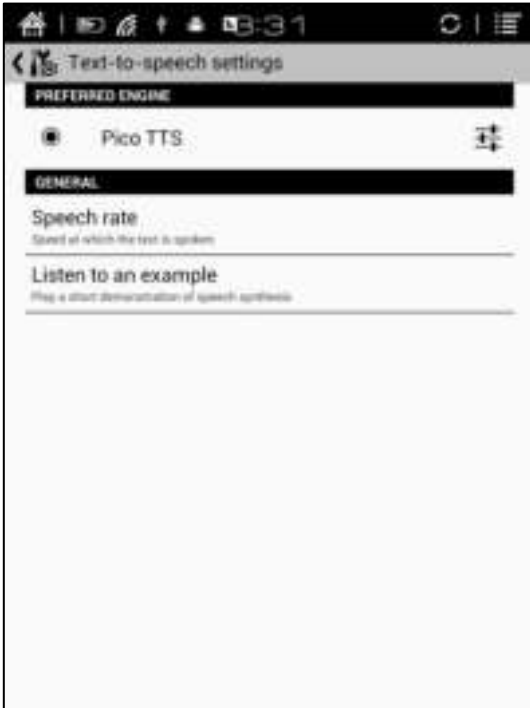 3:31
Text-to-speech settings
PREFERRED ENGINE
Pico TTS
GENERAL
Speech rate
Speed at which the text is spoken
Listen to an example
Play a short demonstration of speech synthesis